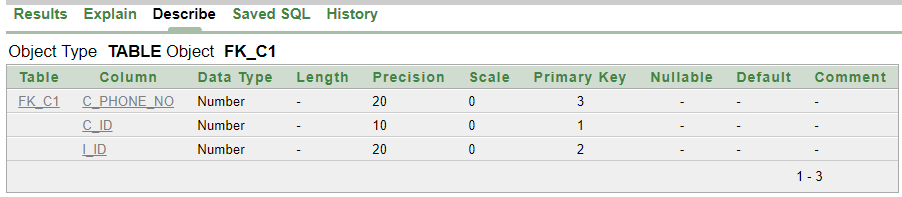 Results Explain Describe Saved SQL History
Object Type TABLE Object FK_C1
Table Column Data Type Length Precision Scale Primary Key Nullable Default Comment
FK_C1 C_PHONE_NO Number - 20 0 3 - - -
C_ID Number - 10 0 1 - - -
I_ID Number - 20 0 2 - - -
1 - 3